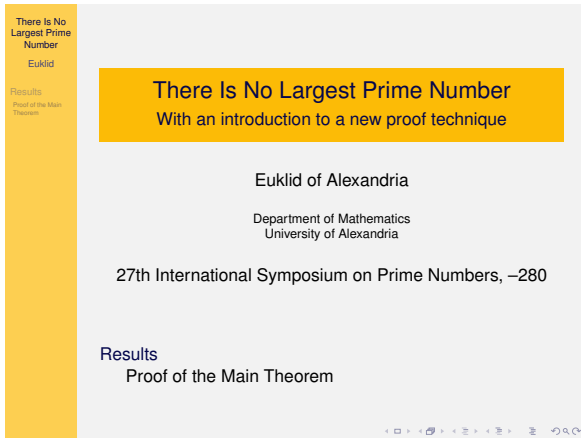 There Is No
Largest Prime
Number
Euklid
Results
Proof of the Main
Theorem
There Is No Largest Prime Number
With an introduction to a new proof technique
Euklid of Alexandria
Department of Mathematics
University of Alexandria
27th International Symposium on Prime Numbers, –280
Results
Proof of the Main Theorem